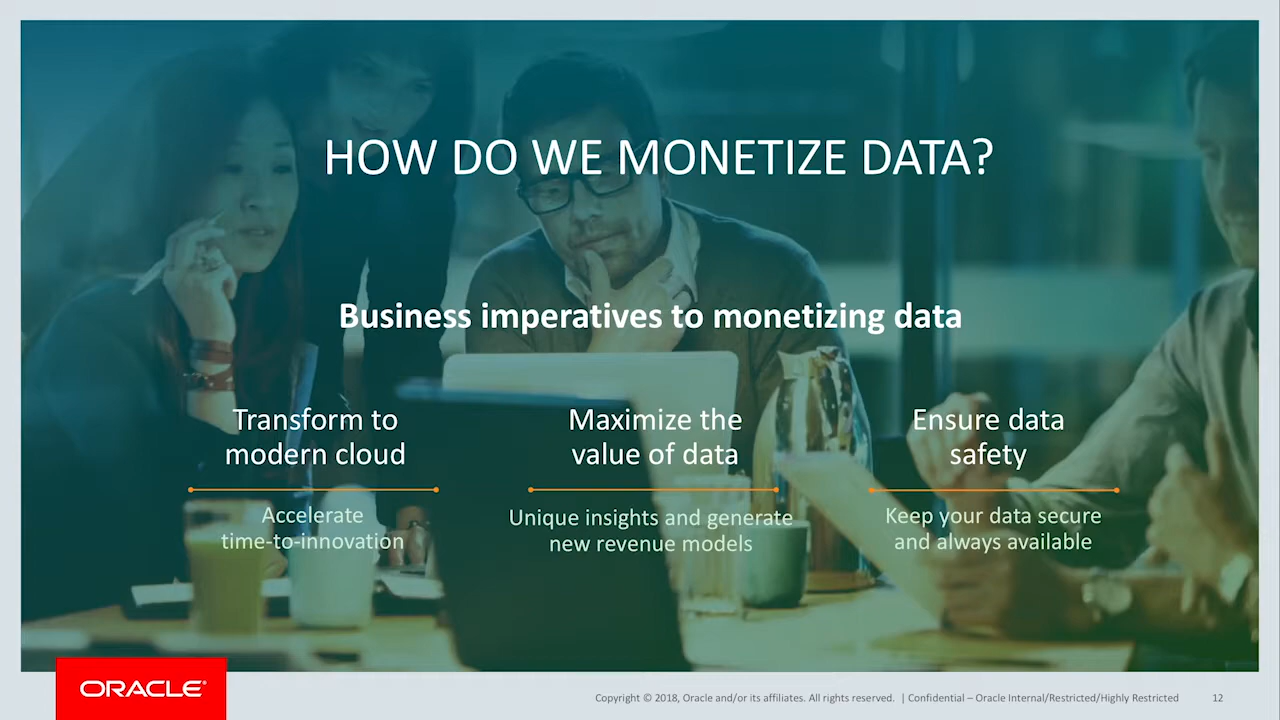 HOW DO WE MONETIZE DATA?
Business imperatives to monetizing data
Transform to
modern cloud
Accelerate
time-to-innovation
Maximize the
value of data
Unique insights and generate
new revenue models
Ensure data
safety
Keep your data secure
and always available
ORACLE®
Copyright © 2018, Oracle and/or its affiliates. All rights reserved. | Confidential – Oracle Internal/Restricted/Highly Restricted 12